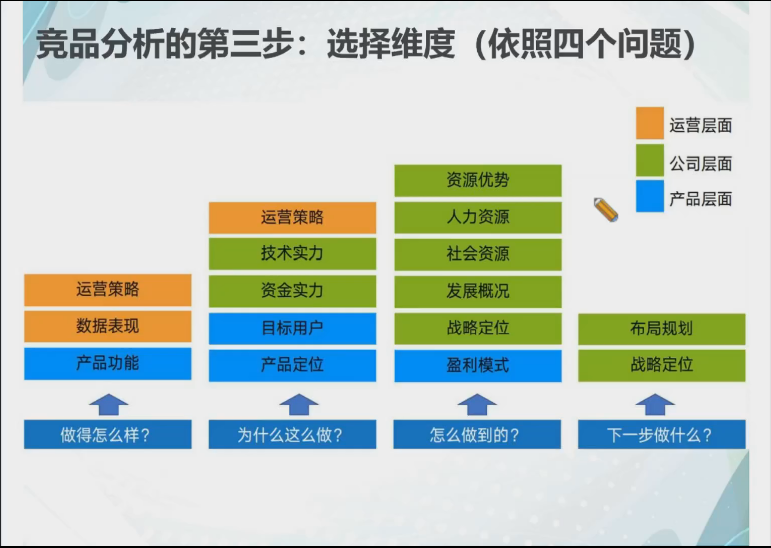 竞品分析的第三步：选择维度（依照四个问题）
运营层面
公司层面
产品层面
运营策略
数据表现
产品功能
做得怎么样？
运营策略
技术实力
资金实力
目标用户
产品定位
为什么这么做？
资源优势
人力资源
社会资源
发展概况
战略定位
盈利模式
怎么做到的？
布局规划
战略定位
下一步做什么？